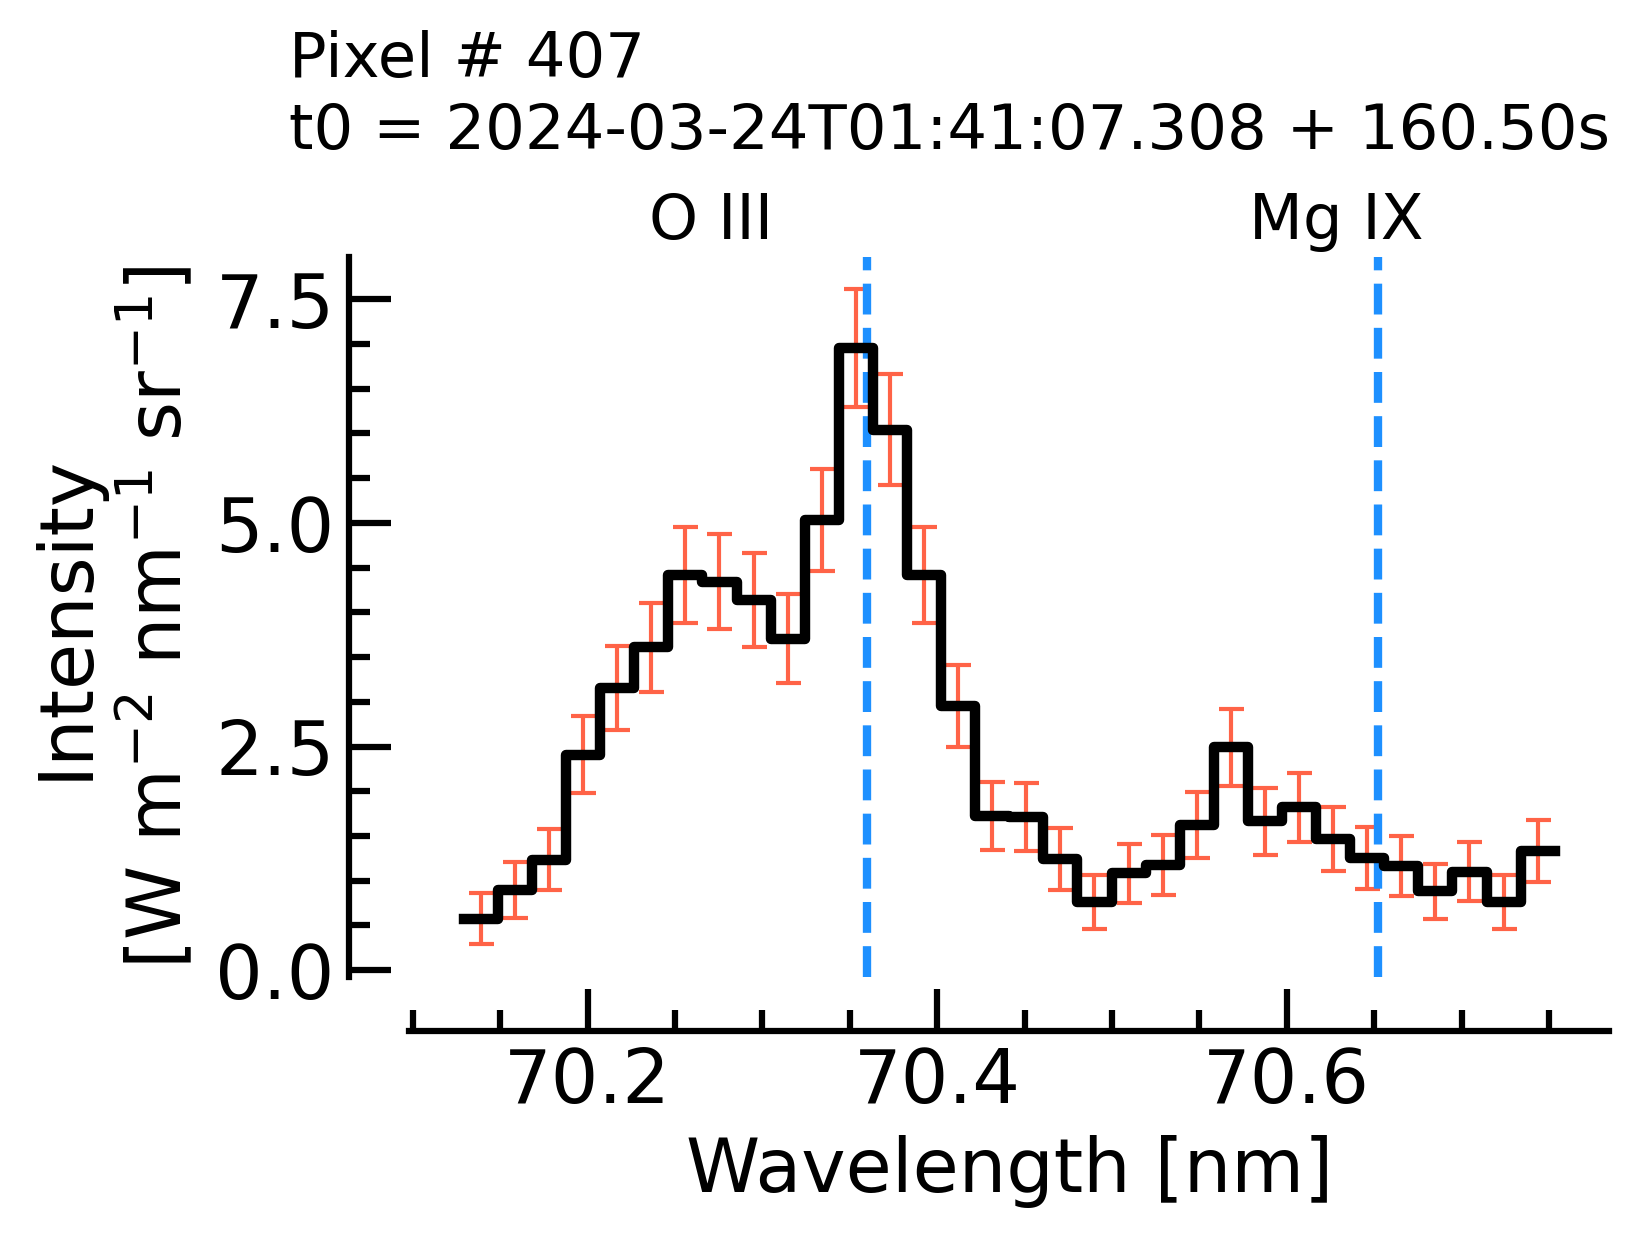 Pixel # 407
t0 = 2024-03-24T01:41:07.308 + 160.50s
O III
Mg IX
Intensity
[W m⁻² nm⁻¹ sr⁻¹]
7.5
5.0
2.5
0.0
70.2
70.4
70.6
Wavelength [nm]